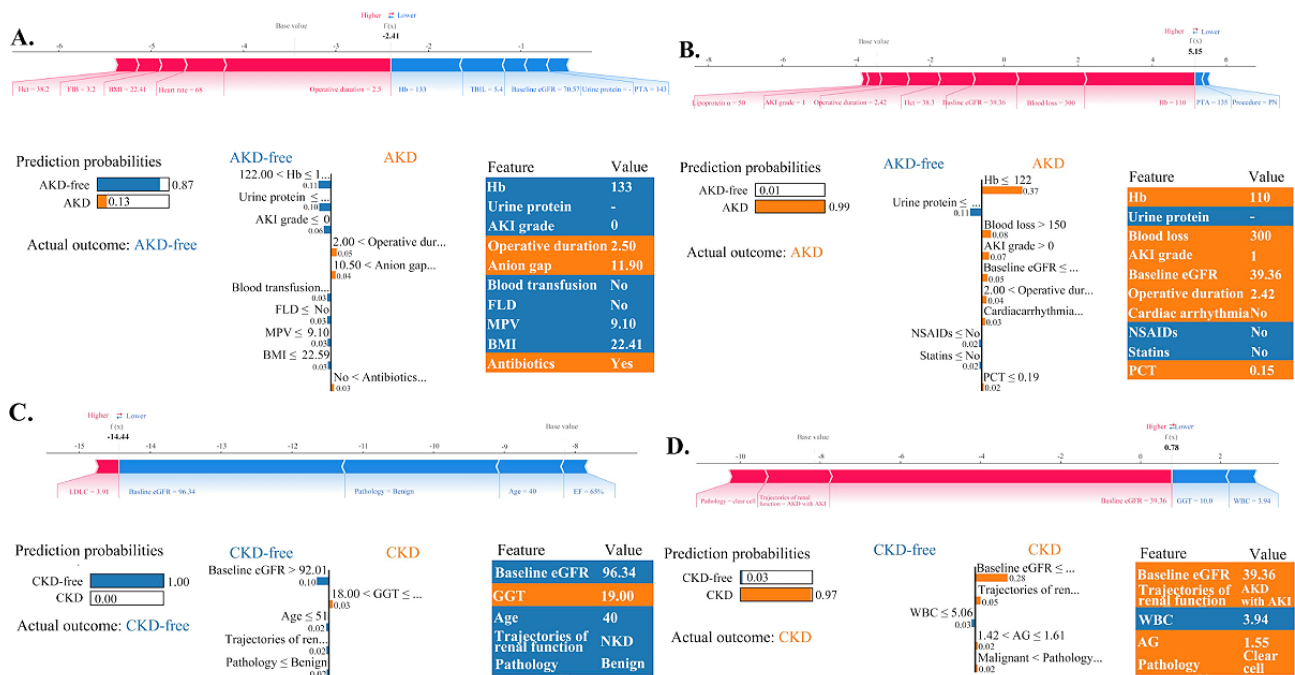 A.
Higher ⇄ Lower
Base value
f(x)
-2.41
-6 -5 -4 -3 -2 -1
Hct = 38.2 FIB = 3.2 BMI = 22.41 Heart rate = 68 Operative duration = 2.5 Hb = 133 TBIL = 5.4 Baseline eGFR = 70.57 Urine protein = - PTA = 143
Prediction probabilities
AKD-free 0.87
AKD 0.13
Actual outcome: AKD-free
AKD-free AKD
122.00 < Hb ≤ 1...
0.11
Urine protein ≤ ...
0.10
AKI grade ≤ 0
0.06
2.00 < Operative dur...
0.05
10.50 < Anion gap...
0.04
Blood transfusion...
0.03
FLD ≤ No
0.03
MPV ≤ 9.10
0.03
BMI ≤ 22.59
0.03
No < Antibiotics...
0.03
Feature Value
Hb 133
Urine protein -
AKI grade 0
Operative duration 2.50
Anion gap 11.90
Blood transfusion No
FLD No
MPV 9.10
BMI 22.41
Antibiotics Yes
B.
Higher ⇄ Lower
Base value
f(x)
5.15
-8 -6 -4 -2 0 2 4 6
Lipoprotein α = 50 AKI grade = 1 Operative duration = 2.42 Hct = 38.3 Basline eGFR = 39.36 Blood loss = 300 Hb = 110 PTA = 135 Procedure = PN
Prediction probabilities
AKD-free 0.01
AKD 0.99
Actual outcome: AKD
AKD-free AKD
Hb ≤ 122
0.37
Urine protein ≤ ...
0.11
Blood loss > 150
0.08
AKI grade > 0
0.07
Baseline eGFR ≤ ...
0.05
2.00 < Operative dur...
0.04
Cardiacarrhythmia...
0.03
NSAIDs ≤ No
0.02
Statins ≤ No
0.02
PCT ≤ 0.19
0.02
Feature Value
Hb 110
Urine protein -
Blood loss 300
AKI grade 1
Baseline eGFR 39.36
Operative duration 2.42
Cardiac arrhythmia No
NSAIDs No
Statins No
PCT 0.15
C.
Higher ⇄ Lower
f (x)
-14.44
Base value
-15 -14 -13 -12 -11 -10 -9 -8
LDLC = 3.98 Basline eGFR = 96.34 Pathology = Benign Age = 40 EF = 65%
Prediction probabilities
CKD-free 1.00
CKD 0.00
Actual outcome: CKD-free
CKD-free CKD
Baseline eGFR > 92.01
0.10
18.00 < GGT ≤ ...
0.03
Age ≤ 51
0.02
Trajectories of ren...
0.02
Pathology ≤ Benign
0.02
Feature Value
Baseline eGFR 96.34
GGT 19.00
Age 40
Trajectories of renal function NKD
Pathology Benign
D.
Higher ⇄ Lower
Base value
f (x)
0.78
-10 -8 -6 -4 -2 0 2
Pathology = clear cell Trajectories of renal function = AKD with AKI Basline eGFR = 39.36 GGT = 10.0 WBC = 3.94
Prediction probabilities
CKD-free 0.03
CKD 0.97
Actual outcome: CKD
CKD-free CKD
Baseline eGFR ≤ ...
0.28
Trajectories of ren...
0.05
WBC ≤ 5.06
0.03
1.42 < AG ≤ 1.61
0.02
Malignant < Pathology...
0.02
Feature Value
Baseline eGFR 39.36
Trajectories of renal function AKD with AKI
WBC 3.94
AG 1.55
Pathology Clear cell